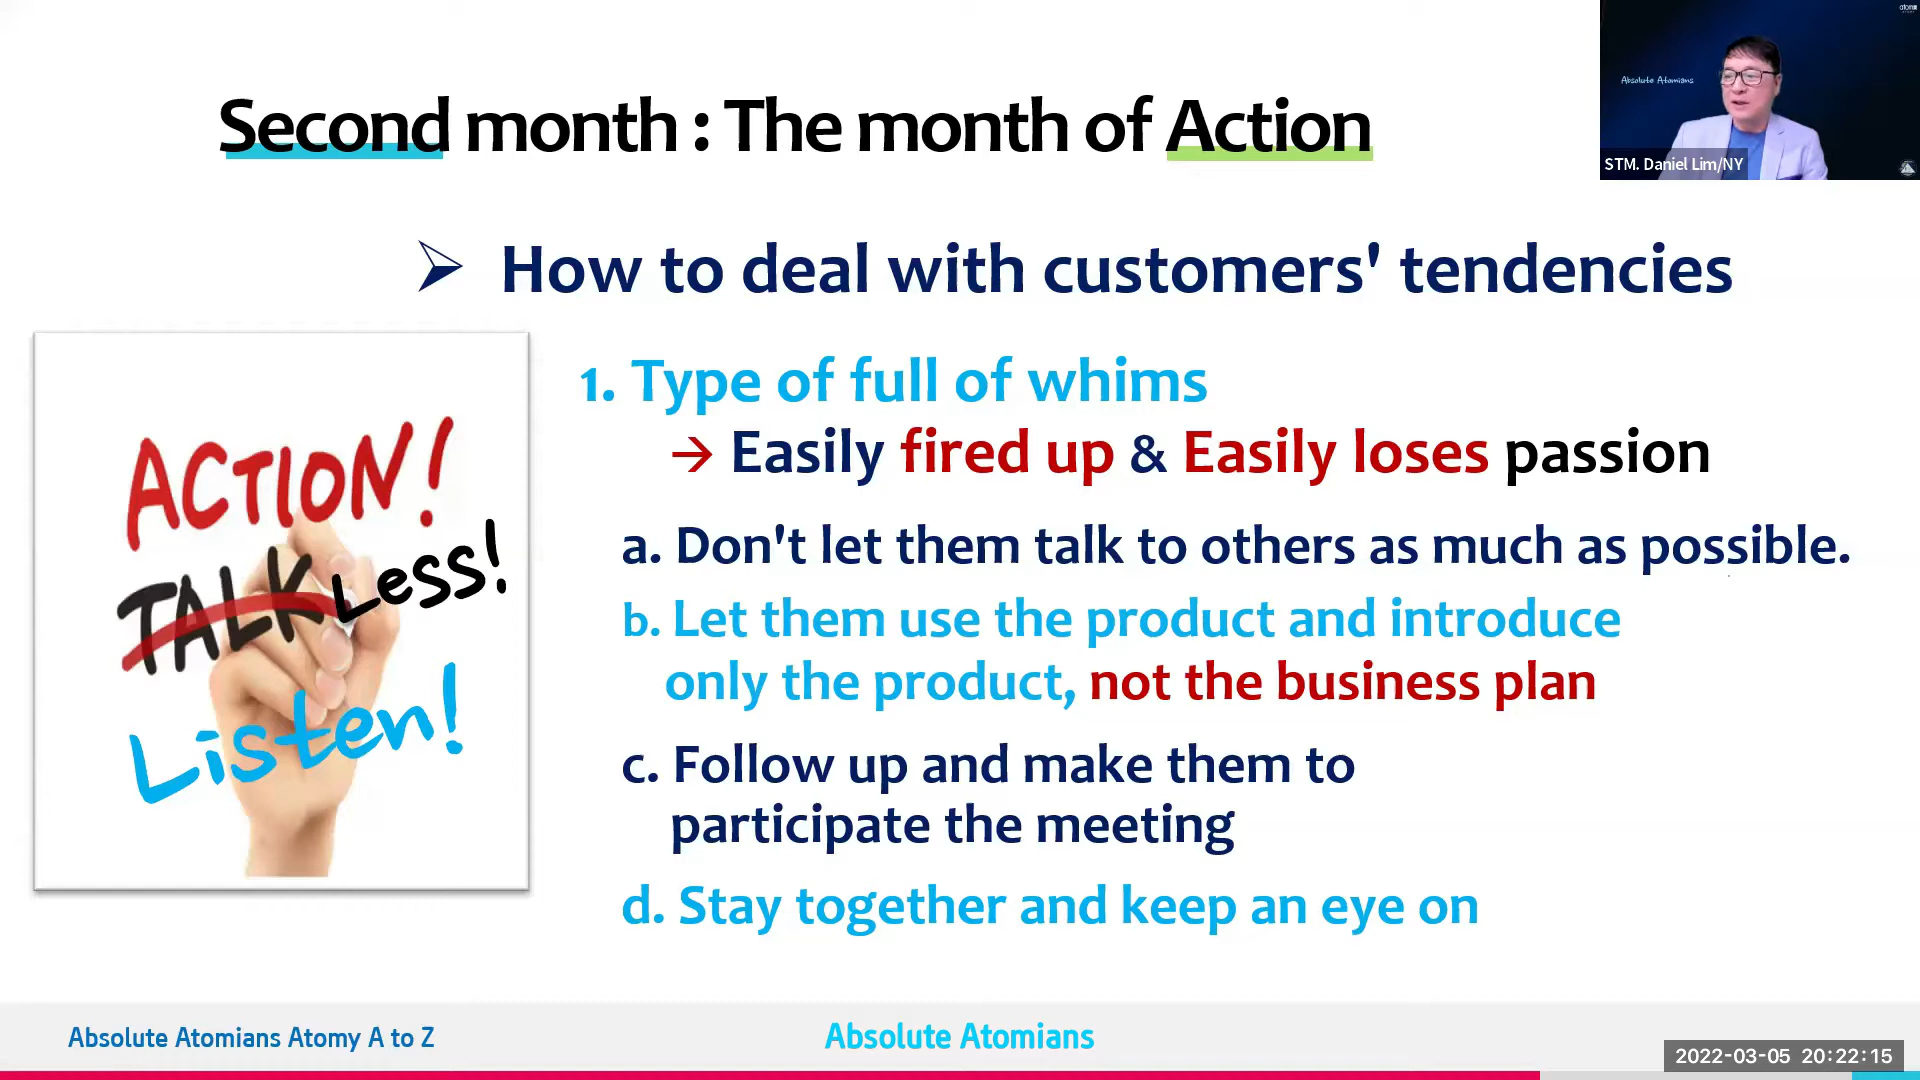 Second month : The month of Action
atom
Absolute Atomians
STM. Daniel Lim/NY
➢ How to deal with customers' tendencies
ACTION!
TALK Less!
Listen!
1. Type of full of whims
→ Easily fired up & Easily loses passion
a. Don't let them talk to others as much as possible.
b. Let them use the product and introduce
only the product, not the business plan
c. Follow up and make them to
participate the meeting
d. Stay together and keep an eye on
Absolute Atomians Atomy A to Z
Absolute Atomians
2022-03-05 20:22:15